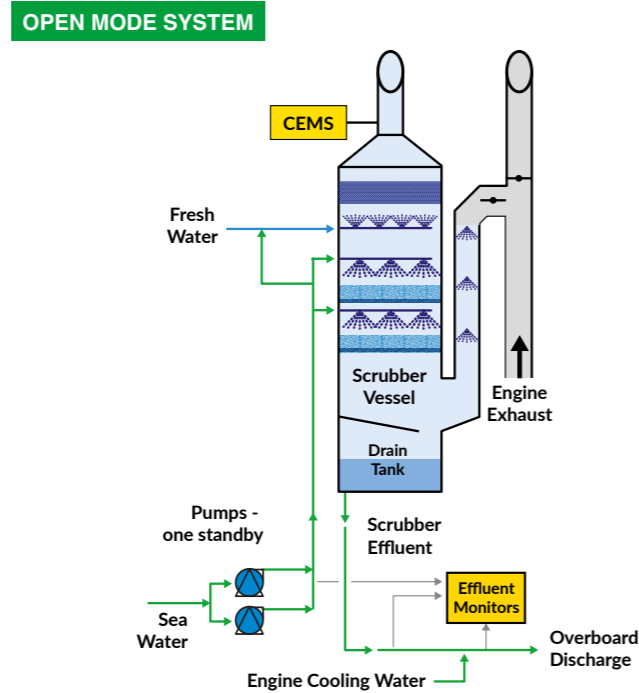 OPEN MODE SYSTEM
CEMS
Fresh
Water
Scrubber
Vessel
Engine
Exhaust
Drain
Tank
Pumps -
one standby
Scrubber
Effluent
Effluent
Monitors
Sea
Water
Overboard
Discharge
Engine Cooling Water